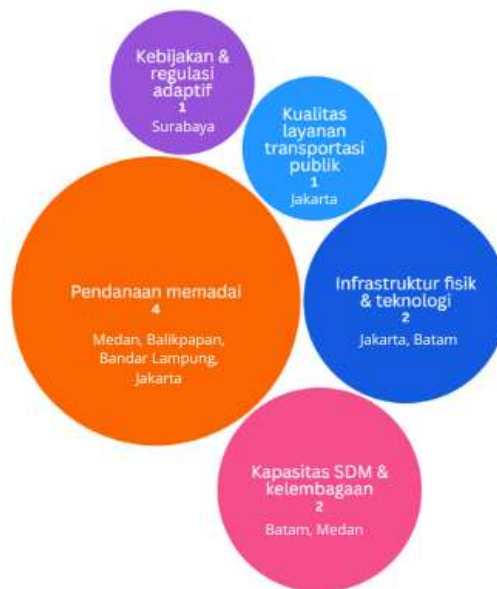 Kebijakan &
regulasi
adaptif
1
Surabaya
Kualitas
layanan
transportasi
publik
1
Jakarta
Pendanaan memadai
4
Medan, Balikpapan,
Bandar Lampung,
Jakarta
Infrastruktur fisik
& teknologi
2
Jakarta, Batam
Kapasitas SDM &
kelembagaan
2
Batam, Medan